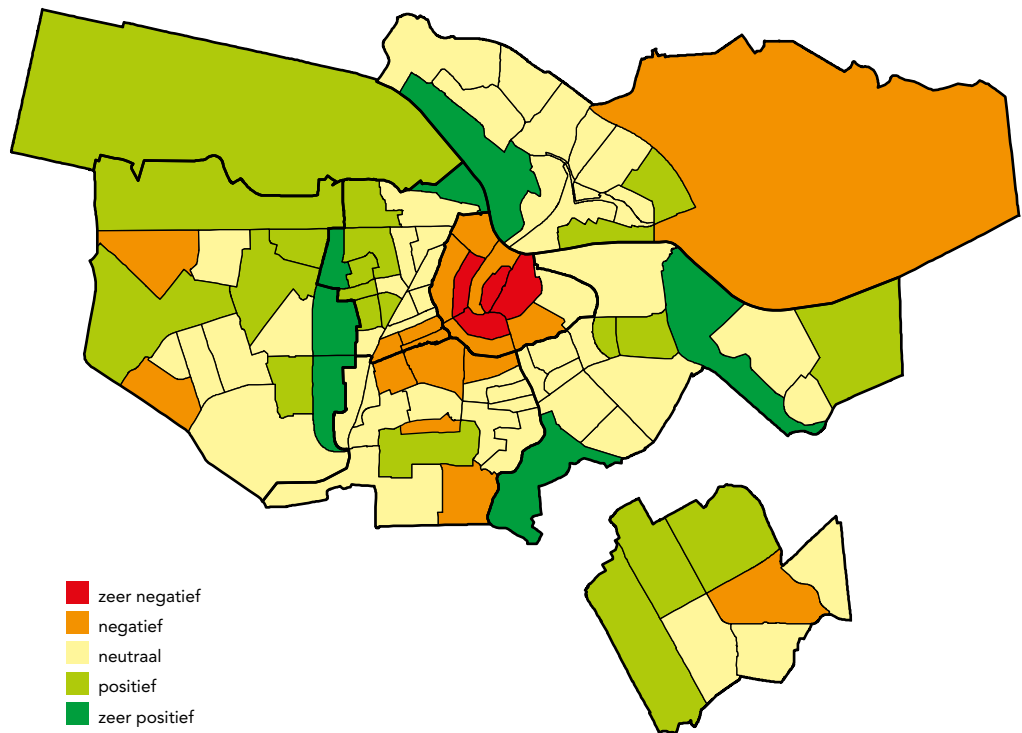 zeer negatief
negatief
neutraal
positief
zeer positief